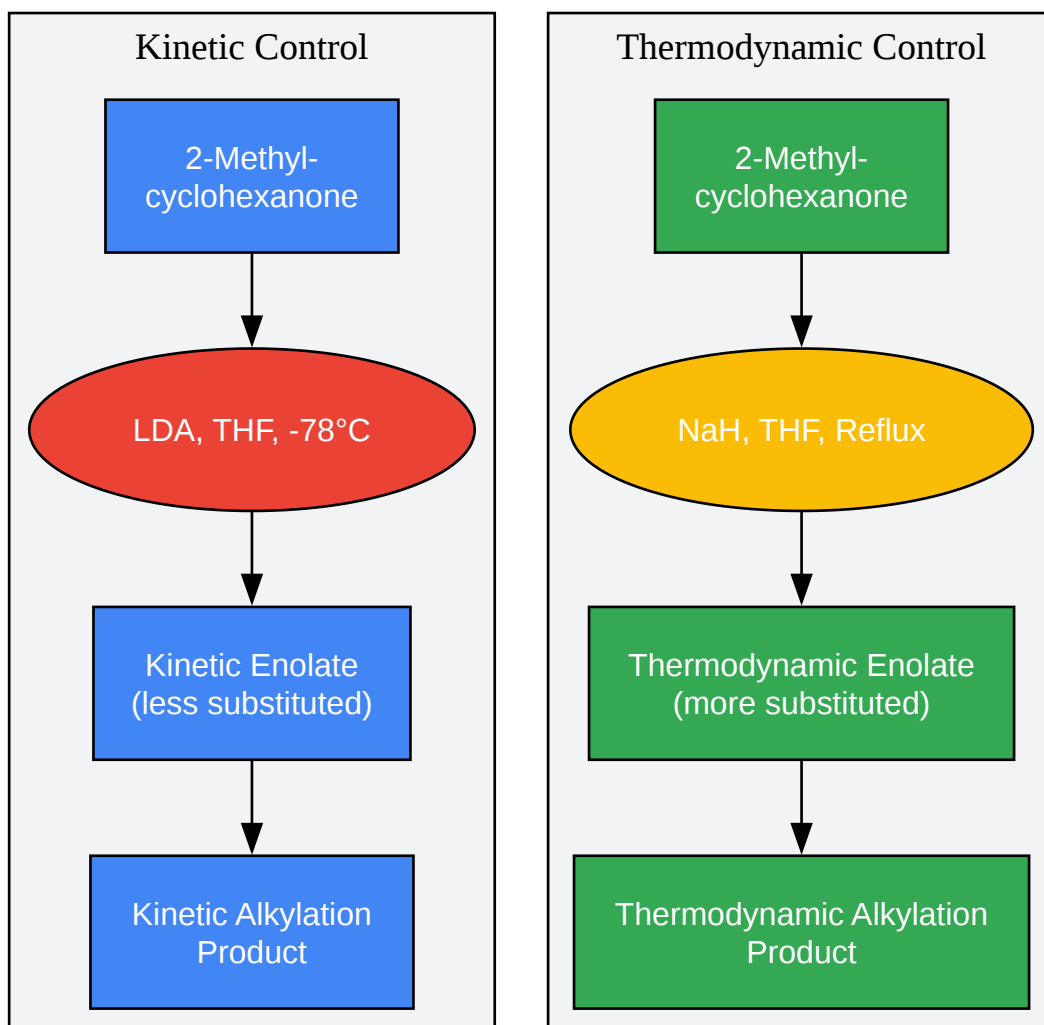 Kinetic Control
2-Methyl-
cyclohexanone
LDA, THF, -78°C
Kinetic Enolate
(less substituted)
Kinetic Alkylation
Product
Thermodynamic Control
2-Methyl-
cyclohexanone
NaH, THF, Reflux
Thermodynamic Enolate
(more substituted)
Thermodynamic Alkylation
Product